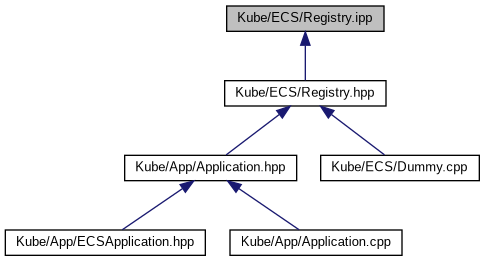 Kube/ECS/Registry.ipp
Kube/ECS/Registry.hpp
Kube/App/Application.hpp
Kube/ECS/Dummy.cpp
Kube/App/ECSApplication.hpp
Kube/App/Application.cpp